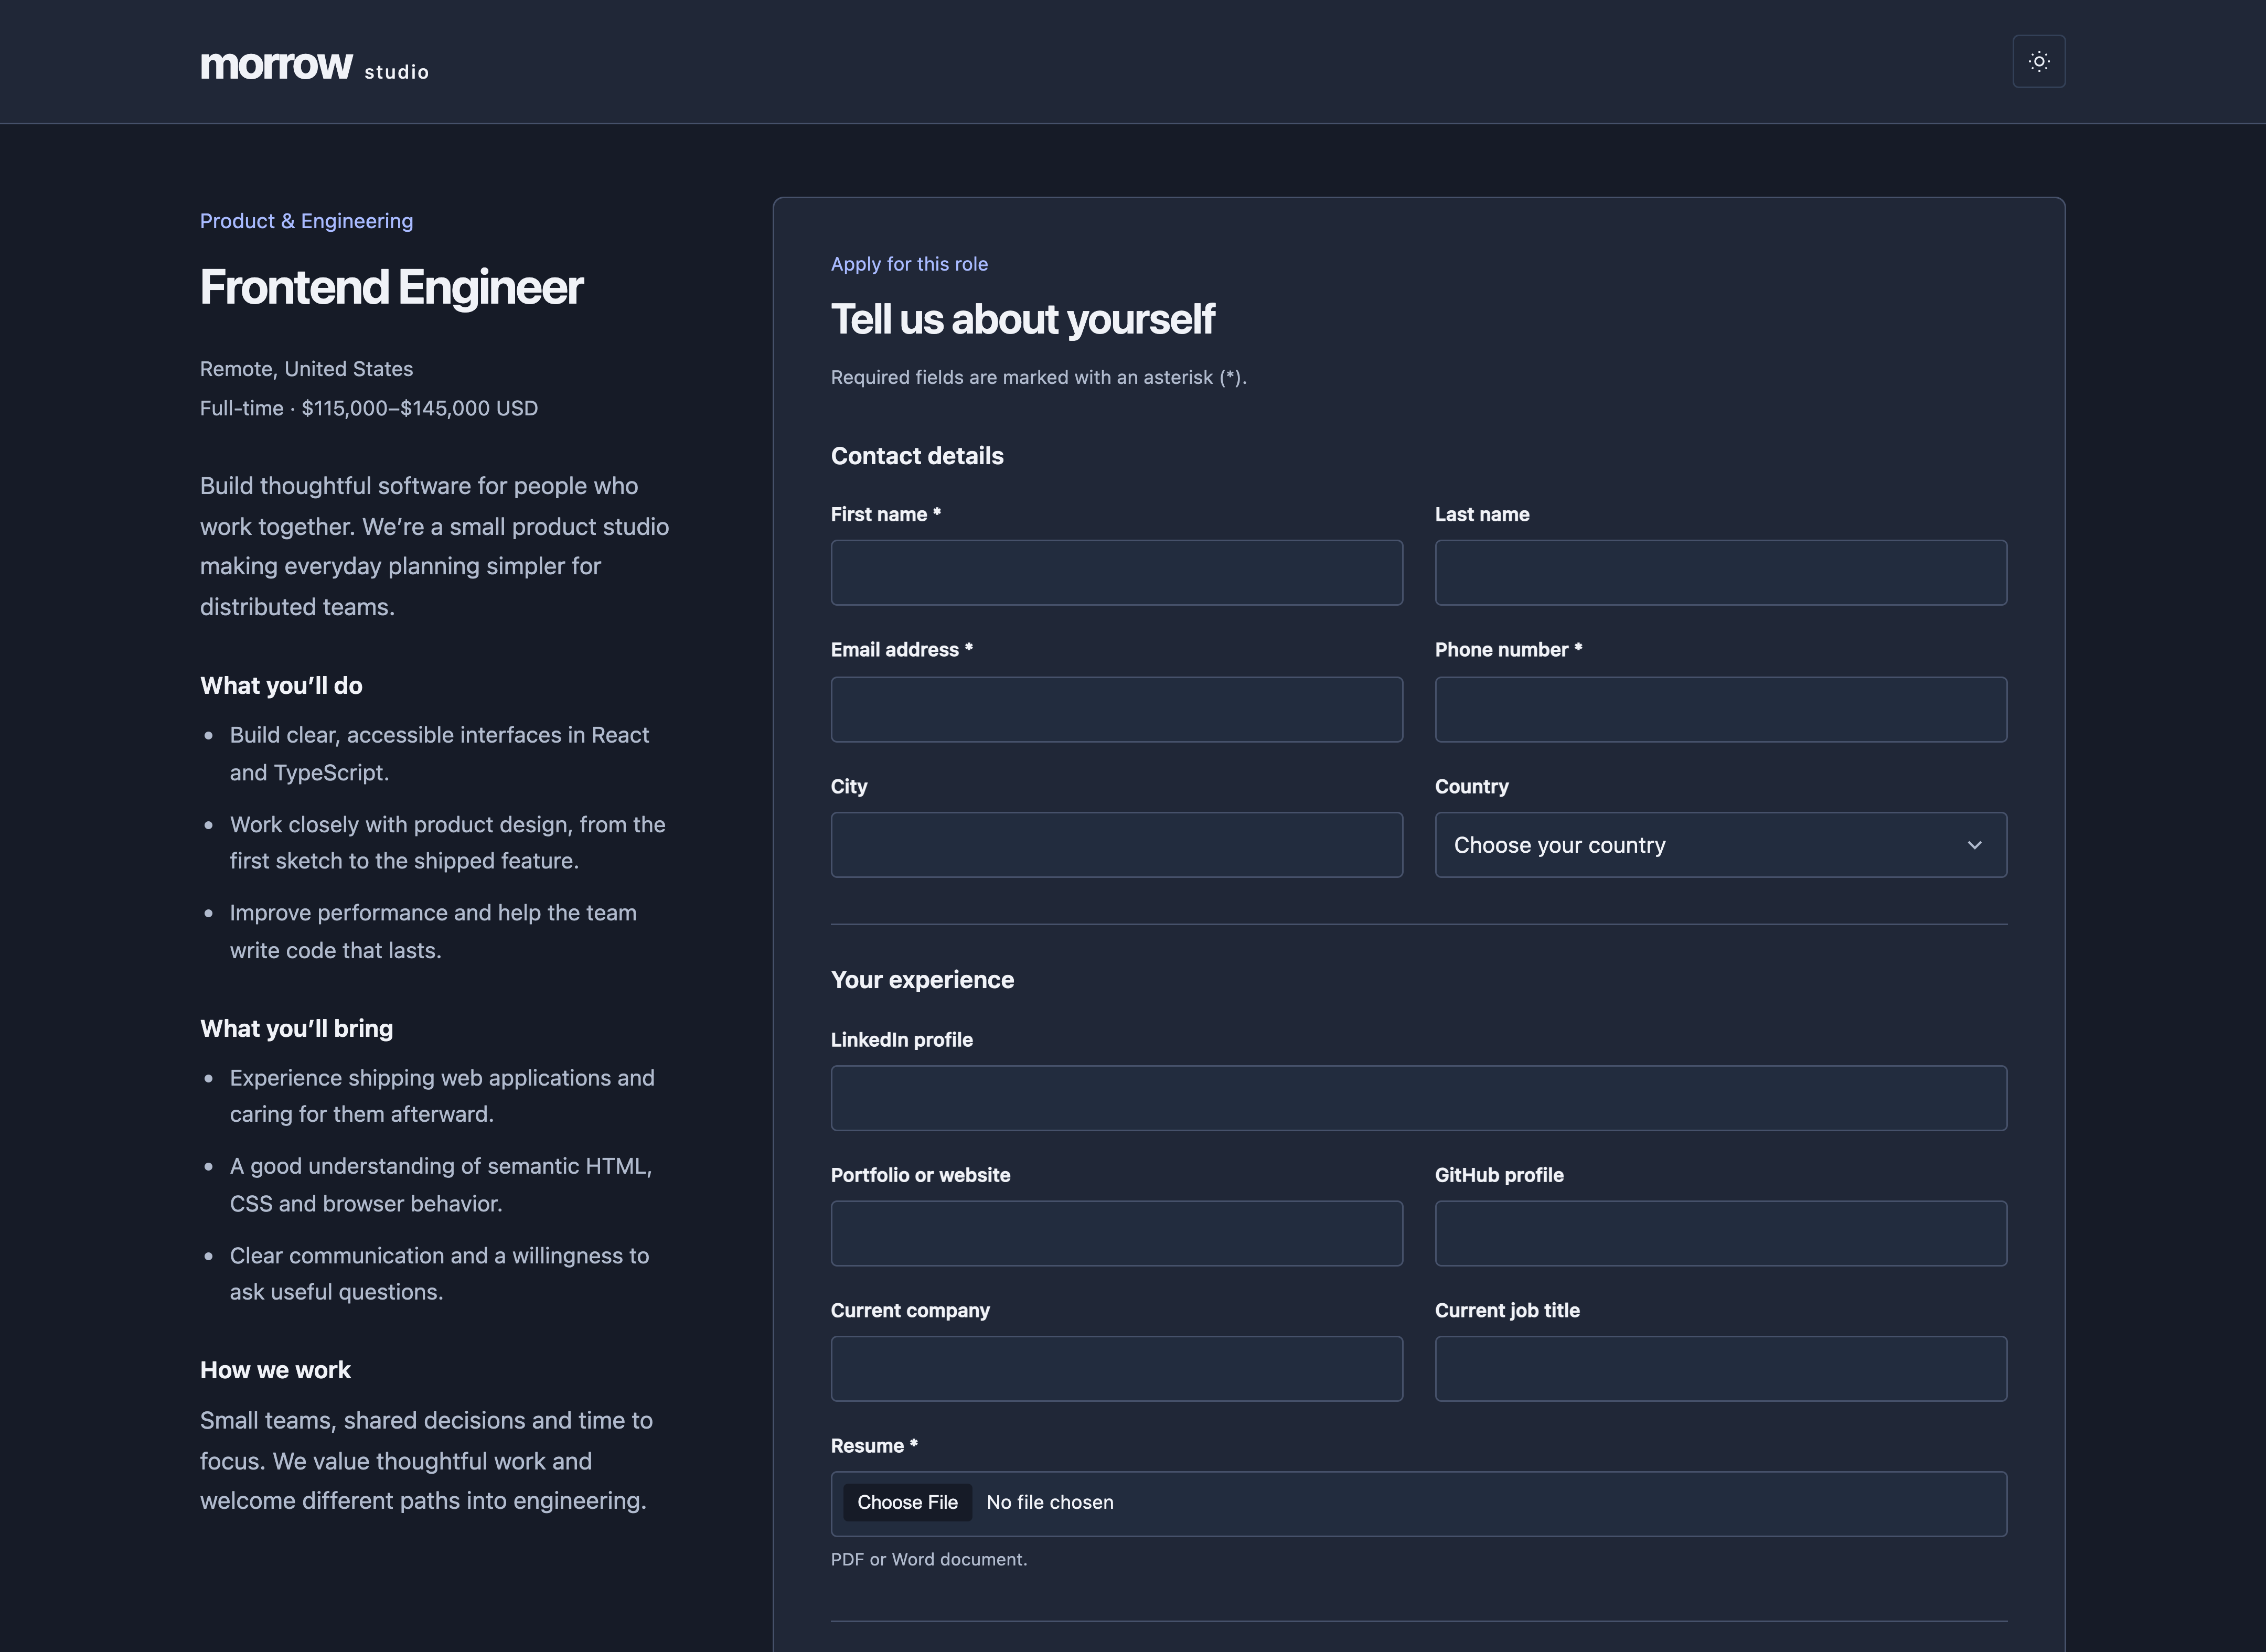 morrow studio
Product & Engineering
Frontend Engineer
Remote, United States
Full-time · $115,000–$145,000 USD
Build thoughtful software for people who
work together. We’re a small product studio
making everyday planning simpler for
distributed teams.
What you’ll do
• Build clear, accessible interfaces in React
and TypeScript.
• Work closely with product design, from the
first sketch to the shipped feature.
• Improve performance and help the team
write code that lasts.
What you’ll bring
• Experience shipping web applications and
caring for them afterward.
• A good understanding of semantic HTML,
CSS and browser behavior.
• Clear communication and a willingness to
ask useful questions.
How we work
Small teams, shared decisions and time to
focus. We value thoughtful work and
welcome different paths into engineering.
Apply for this role
Tell us about yourself
Required fields are marked with an asterisk (*).
Contact details
First name *
Last name
Email address *
Phone number *
City
Country
Choose your country
Your experience
LinkedIn profile
Portfolio or website
GitHub profile
Current company
Current job title
Resume *
Choose File No file chosen
PDF or Word document.